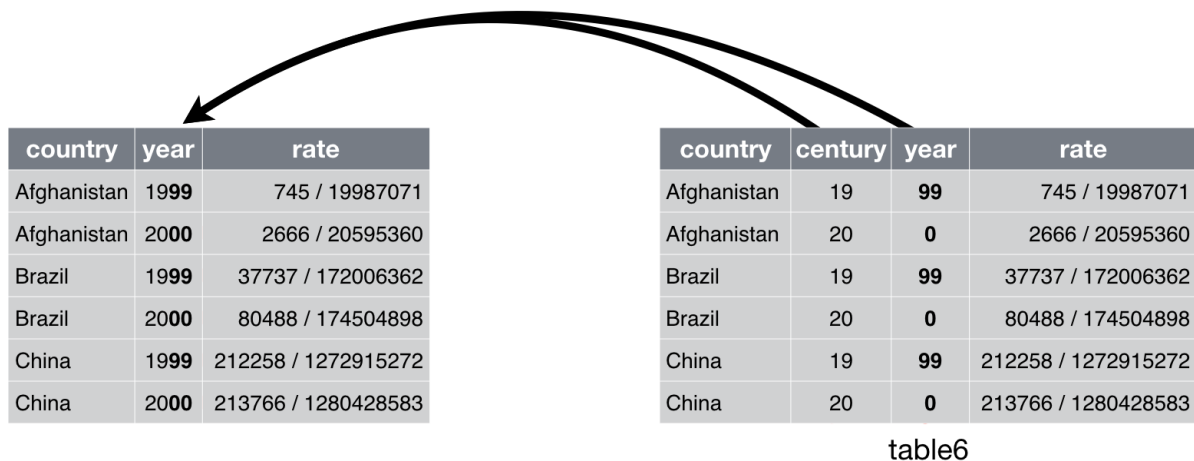 country year rate
Afghanistan 1999 745 / 19987071
Afghanistan 2000 2666 / 20595360
Brazil 1999 37737 / 172006362
Brazil 2000 80488 / 174504898
China 1999 212258 / 1272915272
China 2000 213766 / 1280428583
country century year rate
Afghanistan 19 99 745 / 19987071
Afghanistan 20 0 2666 / 20595360
Brazil 19 99 37737 / 172006362
Brazil 20 0 80488 / 174504898
China 19 99 212258 / 1272915272
China 20 0 213766 / 1280428583
table6